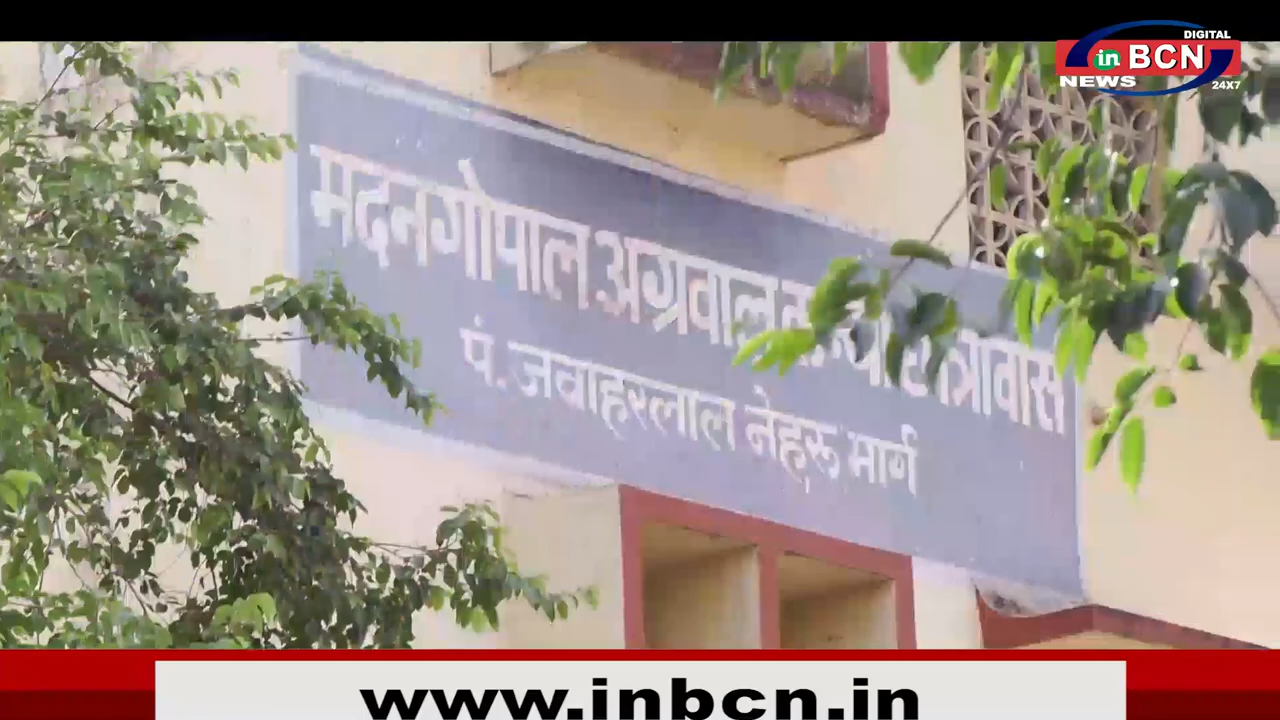 DIGITAL
in BCN
NEWS 24X7
मदनगोपाल अग्रवाल
पं. जवाहरलाल नेहरू मार्ग
www.inbcn.in